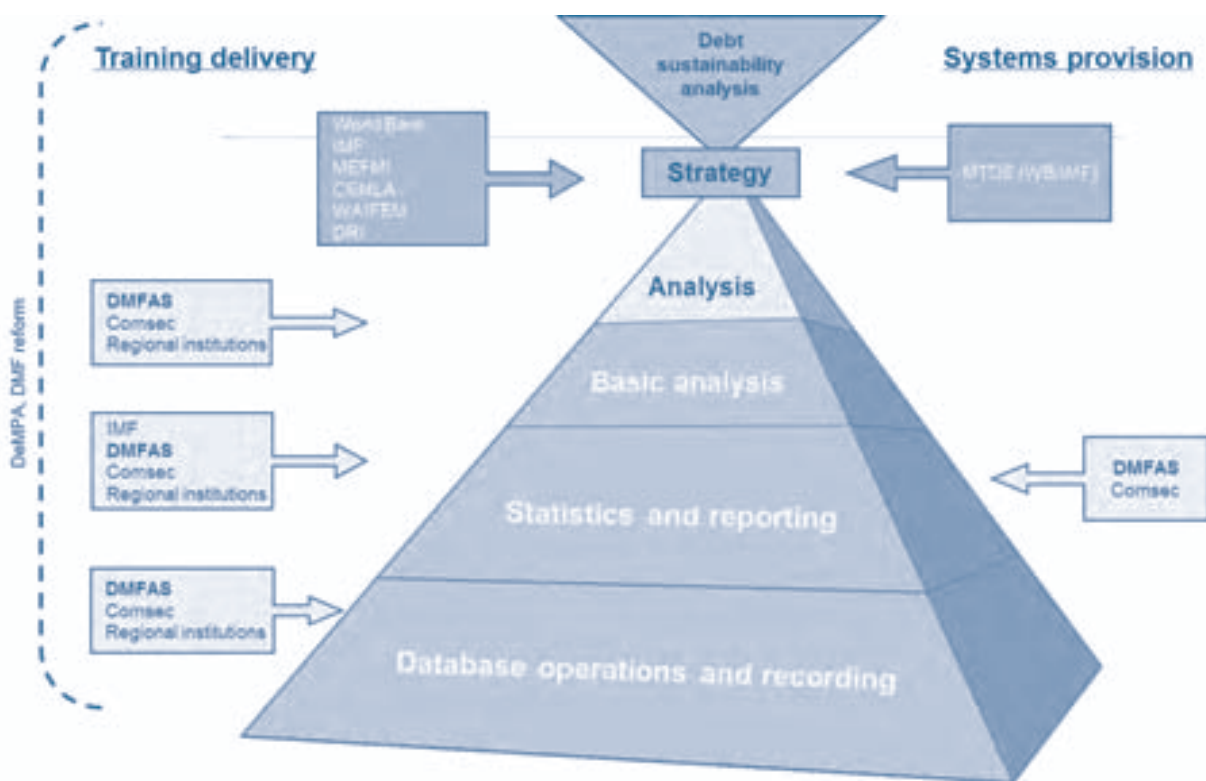 Training delivery
Debt
sustainability
analysis
Systems provision
World Bank
IMF
MEFMI
CEMLA
WAIFEM
DRI
Strategy
MTDS (WB/IMF)
DMFAS
Comsec
Regional institutions
Analysis
Basic analysis
IMF
DMFAS
Comsec
Regional institutions
Statistics and reporting
DMFAS
Comsec
DMFAS
Comsec
Regional institutions
Database operations and recording
DeMPA, DMF reform